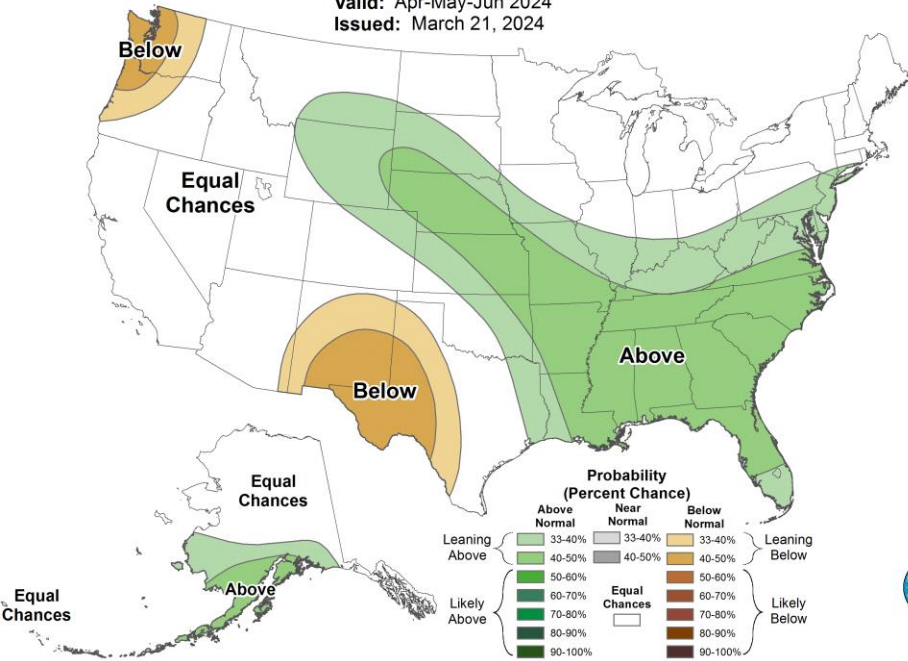 Valid: Apr-May-Jun 2024
Issued: March 21, 2024
Below
Equal
Chances
Above
Below
Equal
Chances
Above
Equal
Chances
Probability
(Percent Chance)
Above
Normal
Near
Normal
Below
Normal
Leaning
Above
33-40%
40-50%
50-60%
60-70%
70-80%
80-90%
90-100%
Likely
Above
33-40%
40-50%
Equal
Chances
33-40%
40-50%
50-60%
60-70%
70-80%
80-90%
90-100%
Leaning
Below
Likely
Below